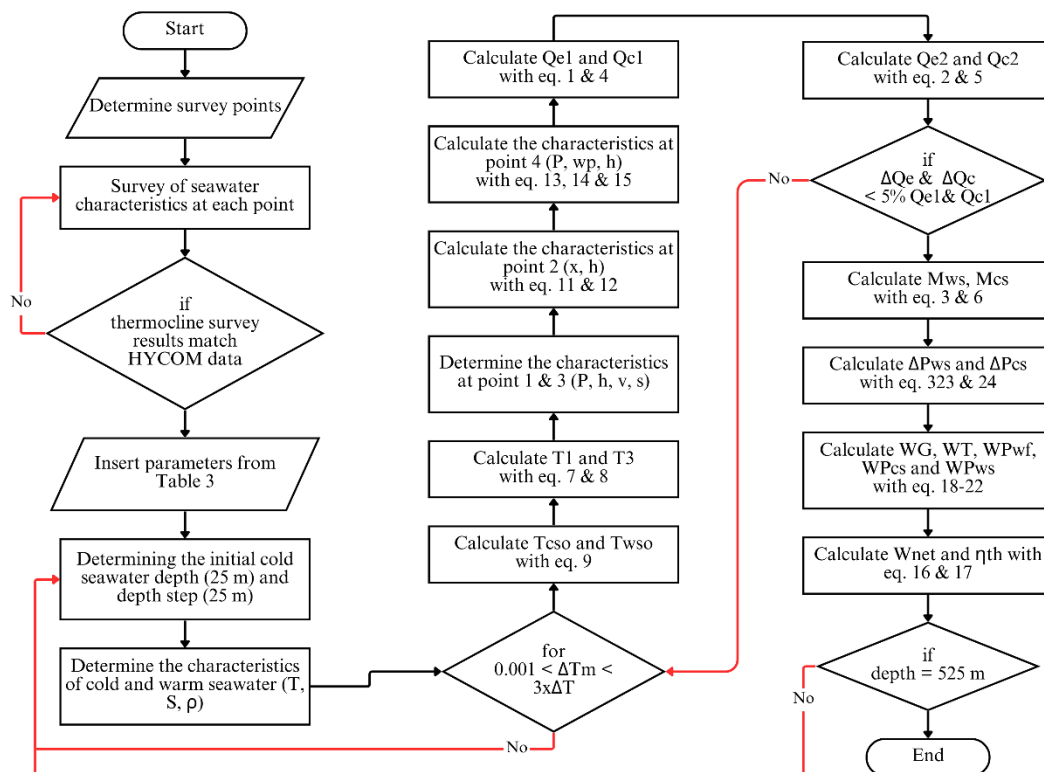 Start
Determine survey points
Survey of seawater
characteristics at each point
No
if
thermocline survey
results match
HYCOM data
Insert parameters from
Table 3
Determining the initial cold
seawater depth (25 m) and
depth step (25 m)
Determine the characteristics
of cold and warm seawater (T,
S, ρ)
for
0.001 < ΔTm <
3xΔT
No
Calculate Tcso and Twso
with eq. 9
Calculate T1 and T3
with eq. 7 & 8
Determine the characteristics
at point 1 & 3 (P, h, v, s)
Calculate the characteristics at
point 2 (x, h)
with eq. 11 & 12
Calculate the characteristics at
point 4 (P, wp, h)
with eq. 13, 14 & 15
Calculate Qe1 and Qc1
with eq. 1 & 4
Calculate Qe2 and Qc2
with eq. 2 & 5
if
ΔQe & ΔQc
< 5% Qe1& Qc1
No
Calculate Mws, Mcs
with eq. 3 & 6
Calculate ΔPws and ΔPcs
with eq. 323 & 24
Calculate WG, WT, WPwf,
WPcs and WPws
with eq. 18-22
Calculate Wnet and ηth with
eq. 16 & 17
if
depth = 525 m
No
End